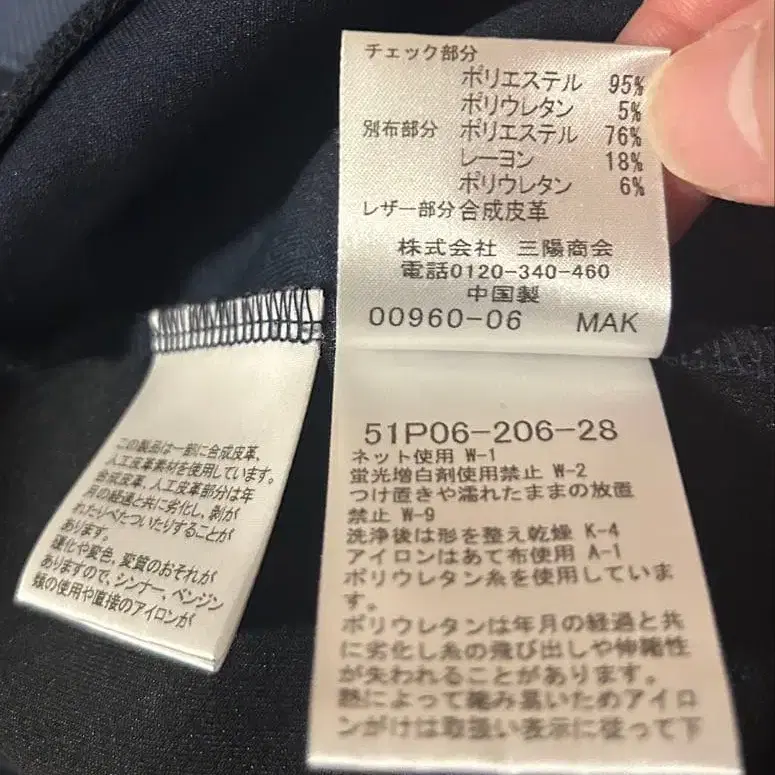 チェック部分
ポリエステル 95%
ポリウレタン 5%
別布部分 ポリエステル 76%
レーヨン 18%
ポリウレタン 6%
レザー部分 合成皮革
株式会社 三陽商会
電話0120-340-460
中国製
00960-06 MAK
51P06-206-28
ネット使用 W-1
蛍光増白剤使用禁止 W-2
つけ置きや濡れたままの放置
禁止 W-9
洗浄後は形を整え乾燥 K-4
アイロンはあて布使用 A-1
ポリウレタン糸を使用していま
す。
ポリウレタンは年月の経過と共
に劣化し糸の飛び出しや伸縮性
が失われることがあります。
熱によって縮み易いためアイロ
ンがけは取扱い表示に従って下
この製品は一部に合成皮革、
人工皮革素材を使用しています。
合成皮革、人工皮革部分は年
月の経過と共に劣化し、剥が
れたりべたついたりすることが
あります。
硬化や変色、変質のおそれが
ありますので、シンナー、ベンジン
類の使用や直接のアイロンが